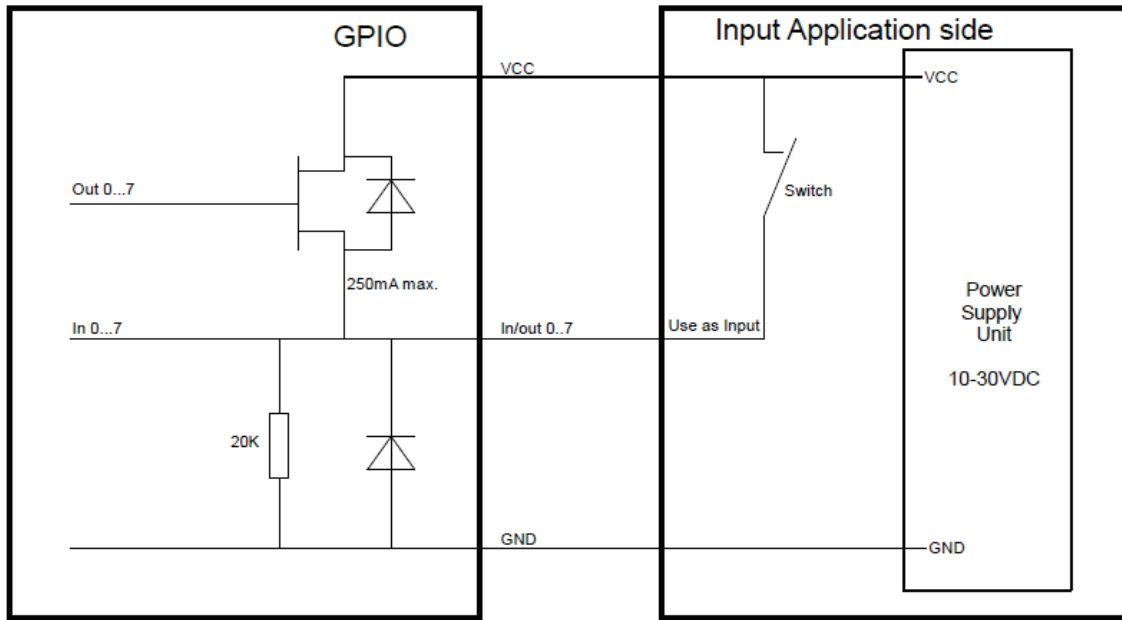 GPIO
Input Application side
VCC
VCC
Out 0...7
Switch
250mA max.
In 0...7
In/out 0..7
Use as Input
Power
Supply
Unit
10-30VDC
20K
GND
GND